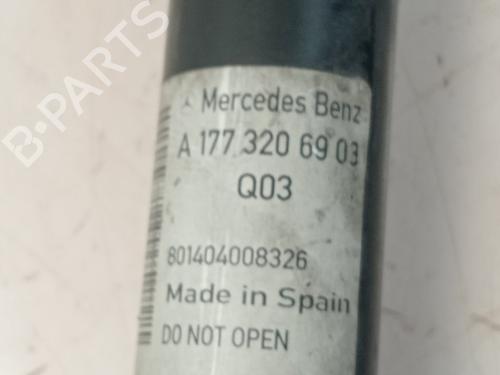 Mercedes Benz
A 177 320 69 03
Q03
801404008326
Made in Spain
DO NOT OPEN
B-PARTS